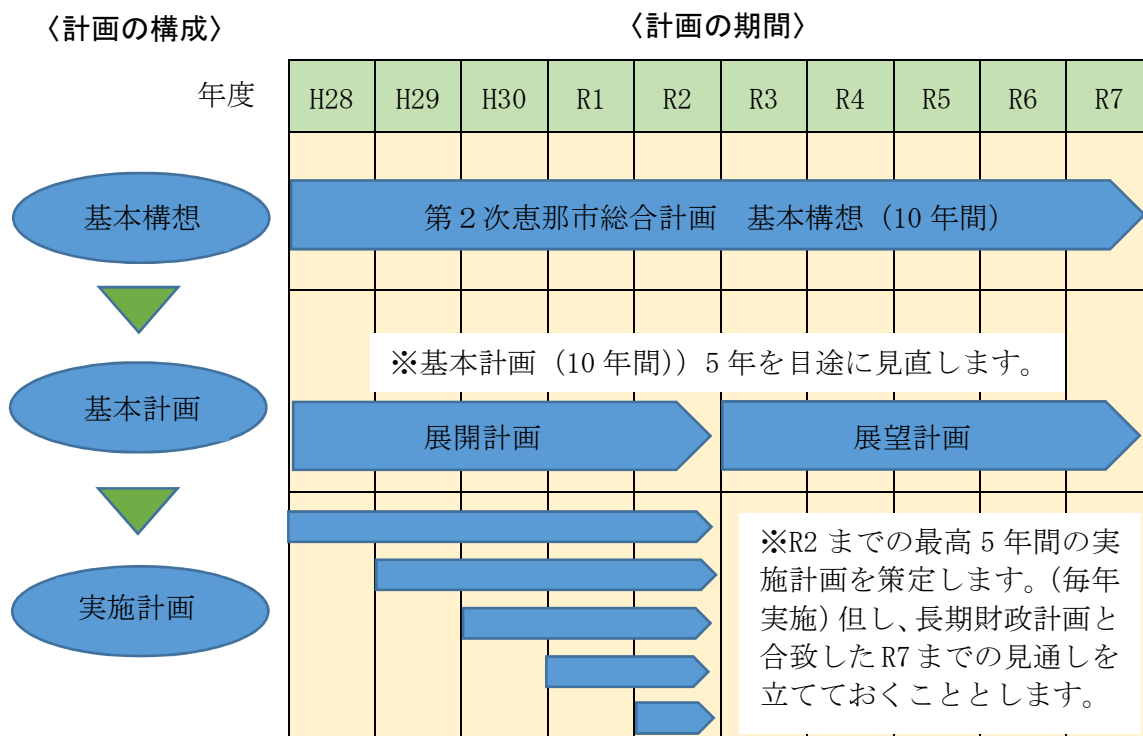 〈計画の構成〉
〈計画の期間〉
年度
H28 H29 H30 R1 R2 R3 R4 R5 R6 R7
基本構想
第2次恵那市総合計画　基本構想（10 年間）
※基本計画（10 年間)）5 年を目途に見直します。
基本計画
展開計画
展望計画
実施計画
※R2 までの最高 5 年間の実
施計画を策定します。（毎年
実施）但し、長期財政計画と
合致した R7 までの見通しを
立てておくこととします。